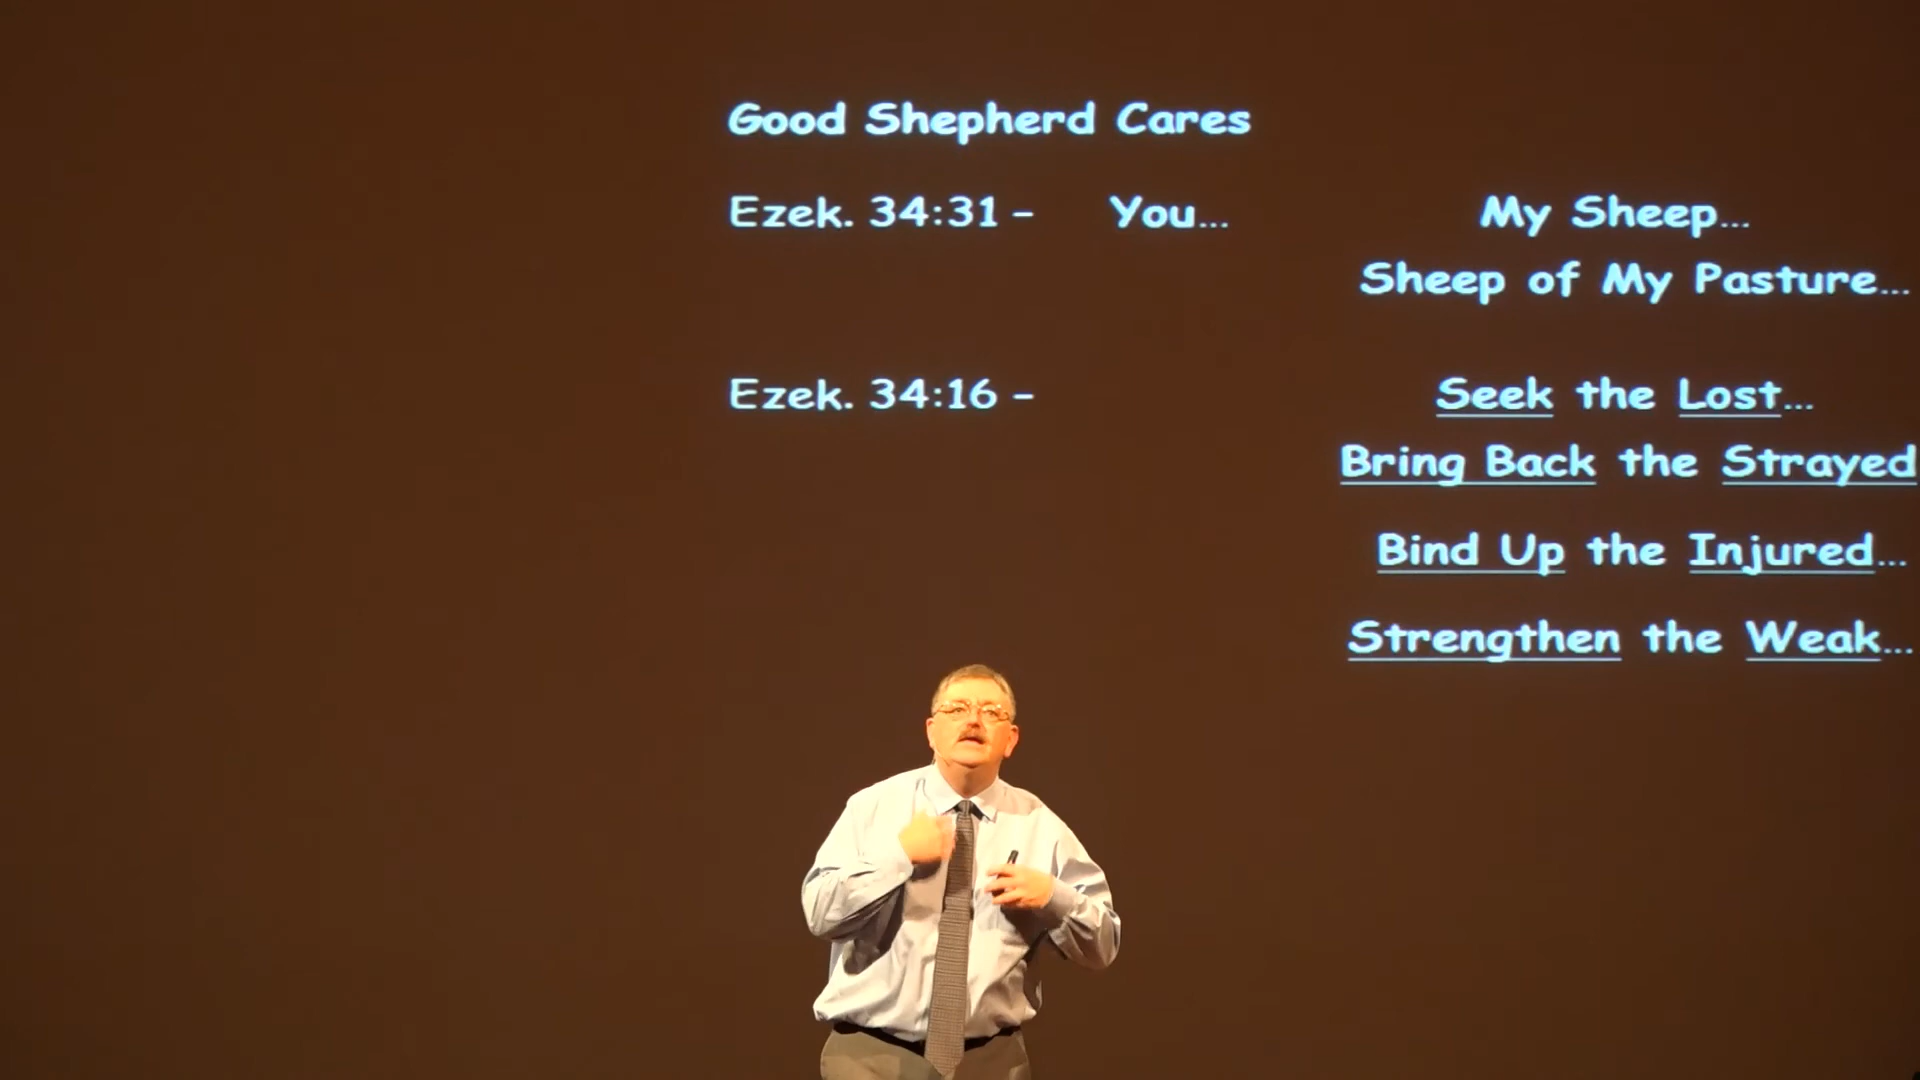 Good Shepherd Cares
Ezek. 34:31 – You... My Sheep...
Sheep of My Pasture...
Ezek. 34:16 – Seek the Lost...
Bring Back the Strayed
Bind Up the Injured...
Strengthen the Weak...